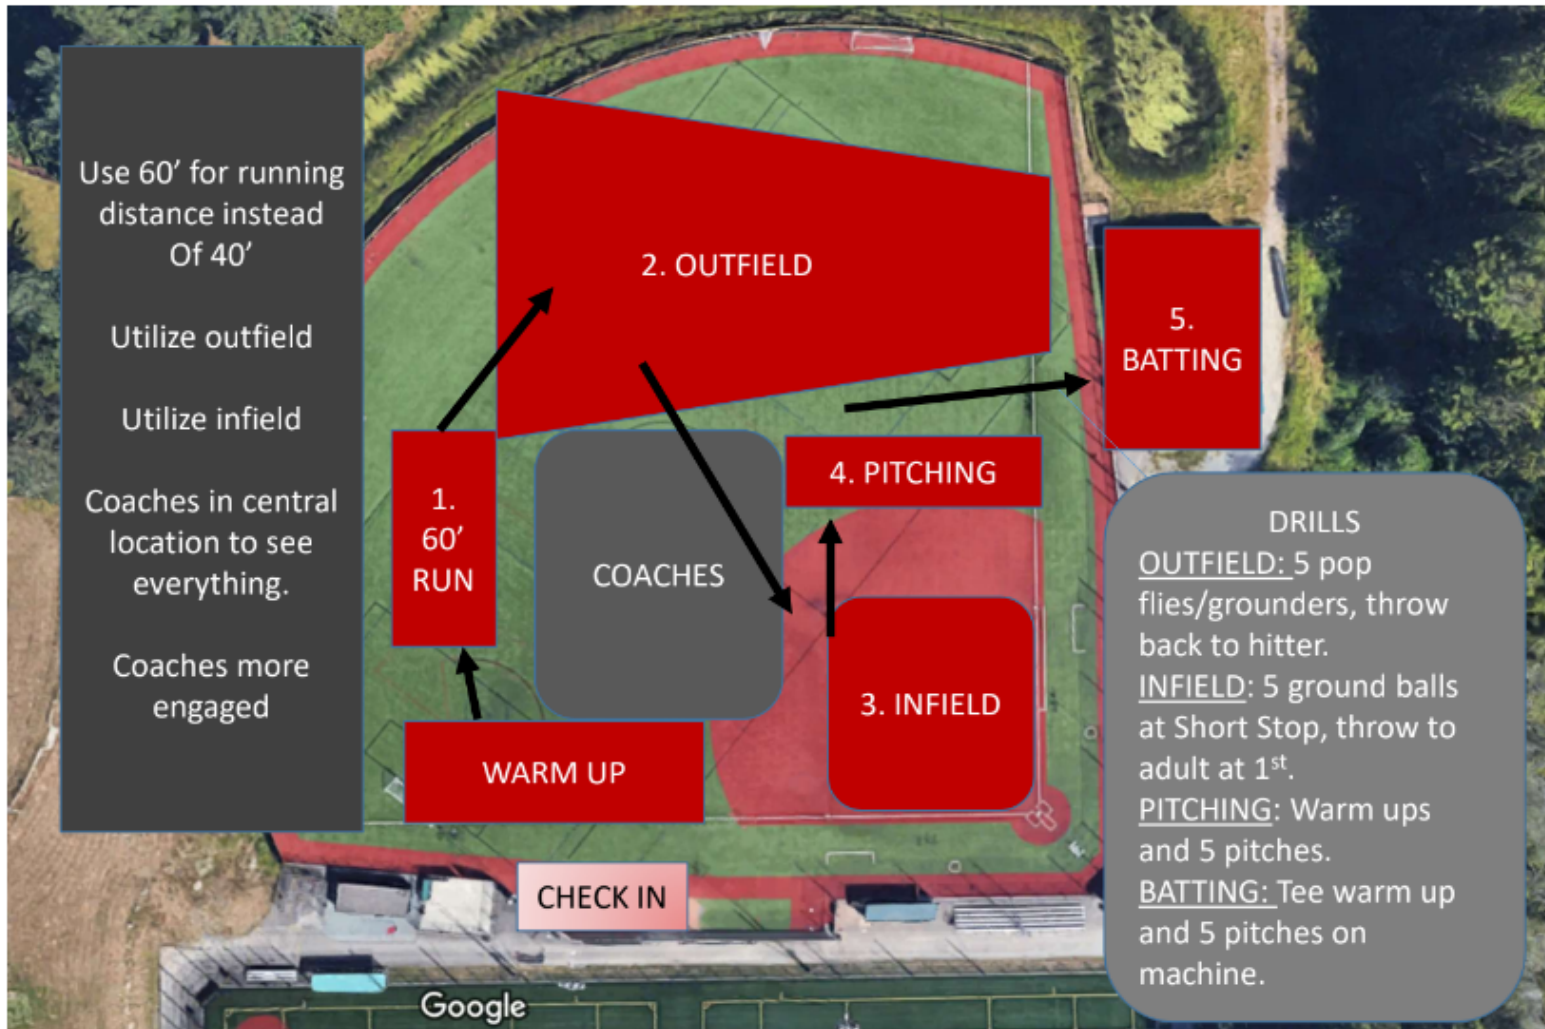 Use 60’ for running
distance instead
Of 40’
Utilize outfield
Utilize infield
Coaches in central
location to see
everything.
Coaches more
engaged
2. OUTFIELD
5.
BATTING
4. PITCHING
1.
60’
RUN
COACHES
3. INFIELD
WARM UP
CHECK IN
DRILLS
OUTFIELD: 5 pop
flies/grounders, throw
back to hitter.
INFIELD: 5 ground balls
at Short Stop, throw to
adult at 1st.
PITCHING: Warm ups
and 5 pitches.
BATTING: Tee warm up
and 5 pitches on
machine.
Google